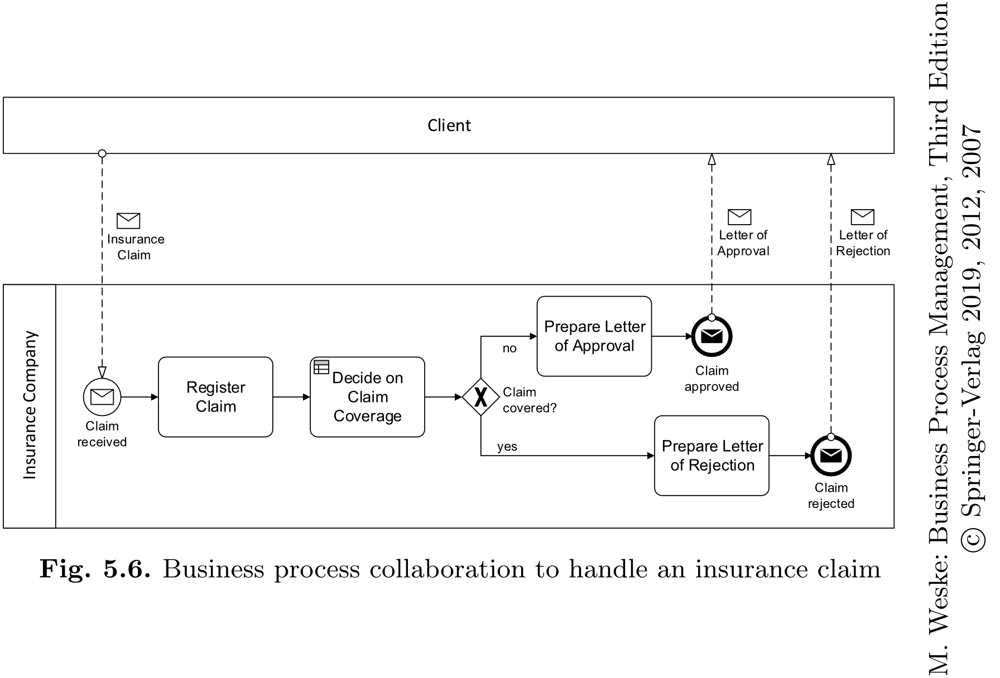 Client
Insurance
Claim
Letter of
Approval
Letter of
Rejection
Insurance Company
Claim
received
Register
Claim
Decide on
Claim
Coverage
Claim
covered?
no
yes
Prepare Letter
of Approval
Claim
approved
Prepare Letter
of Rejection
Claim
rejected
Fig. 5.6. Business process collaboration to handle an insurance claim
M. Weske: Business Process Management, Third Edition
© Springer-Verlag 2019, 2012, 2007